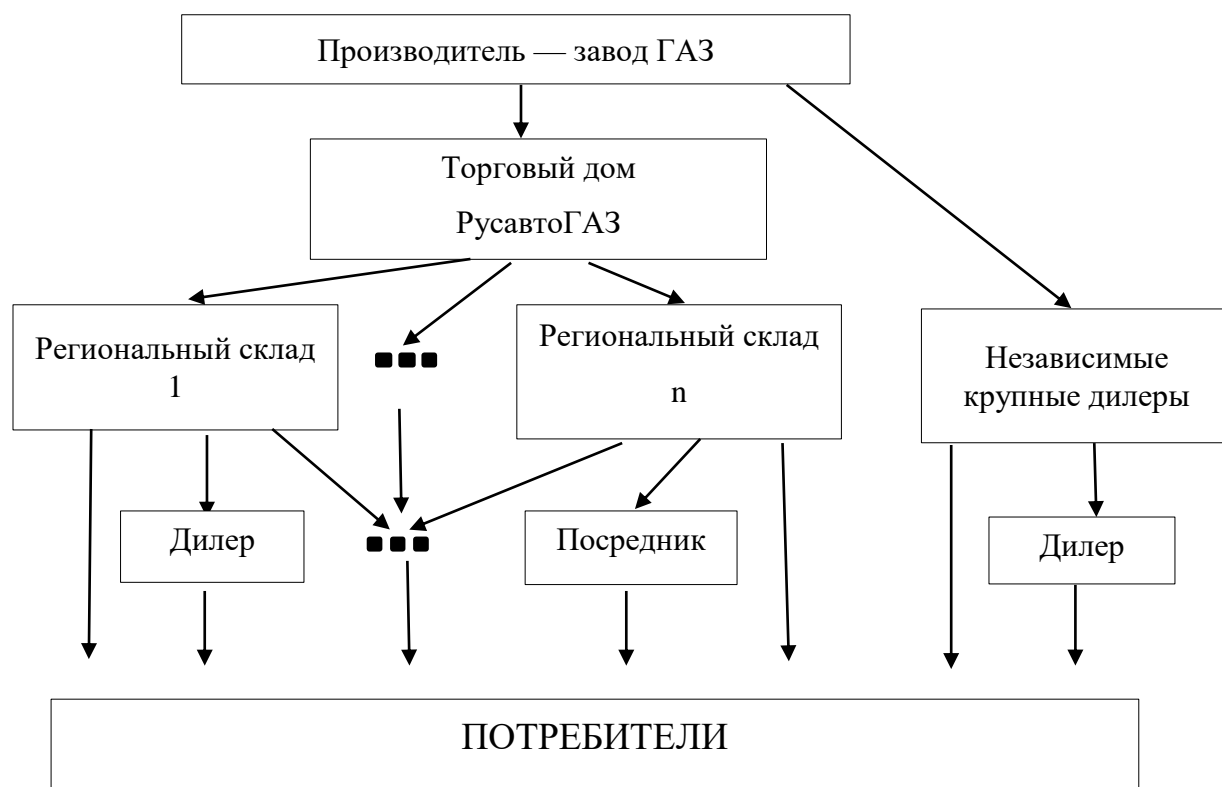 Производитель — завод ГАЗ
Торговый дом
РусавтоГАЗ
Региональный склад
1
Региональный склад
n
Независимые
крупные дилеры
Дилер
Посредник
Дилер
ПОТРЕБИТЕЛИ